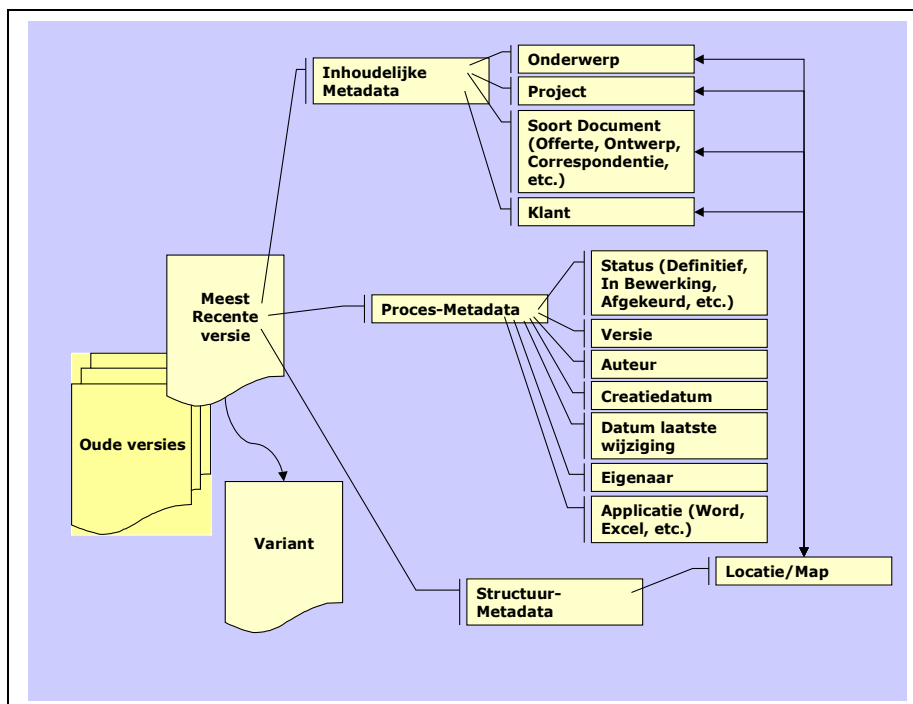 Inhoudelijke
Metadata
Onderwerp
Project
Soort Document
(Offerte, Ontwerp,
Correspondentie,
etc.)
Klant
Meest
Recente
versie
Oude versies
Variant
Proces-Metadata
Status (Definitief,
In Bewerking,
Afgekeurd, etc.)
Versie
Auteur
Creatiedatum
Datum laatste
wijziging
Eigenaar
Applicatie (Word,
Excel, etc.)
Structuur-
Metadata
Locatie/Map